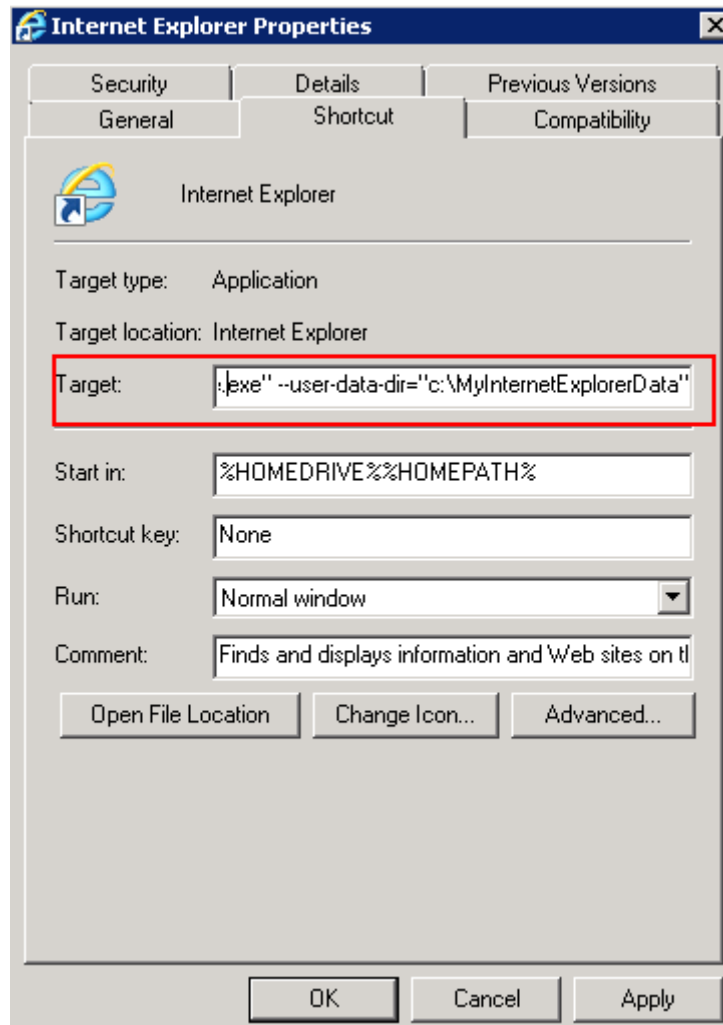 Internet Explorer Properties
Security Details Previous Versions
General Shortcut Compatibility
Internet Explorer
Target type: Application
Target location: Internet Explorer
Target: .exe" --user-data-dir="c:\MyInternetExplorerData"
Start in: %HOMEDRIVE%%HOMEPATH%
Shortcut key: None
Run: Normal window
Comment: Finds and displays information and Web sites on
Open File Location Change Icon... Advanced...
OK Cancel Apply